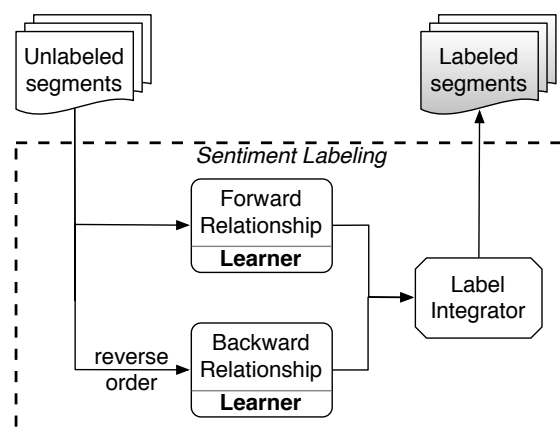 Unlabeled
segments
Labeled
segments
Sentiment Labeling
Forward
Relationship
Learner
Label
Integrator
reverse
order
Backward
Relationship
Learner